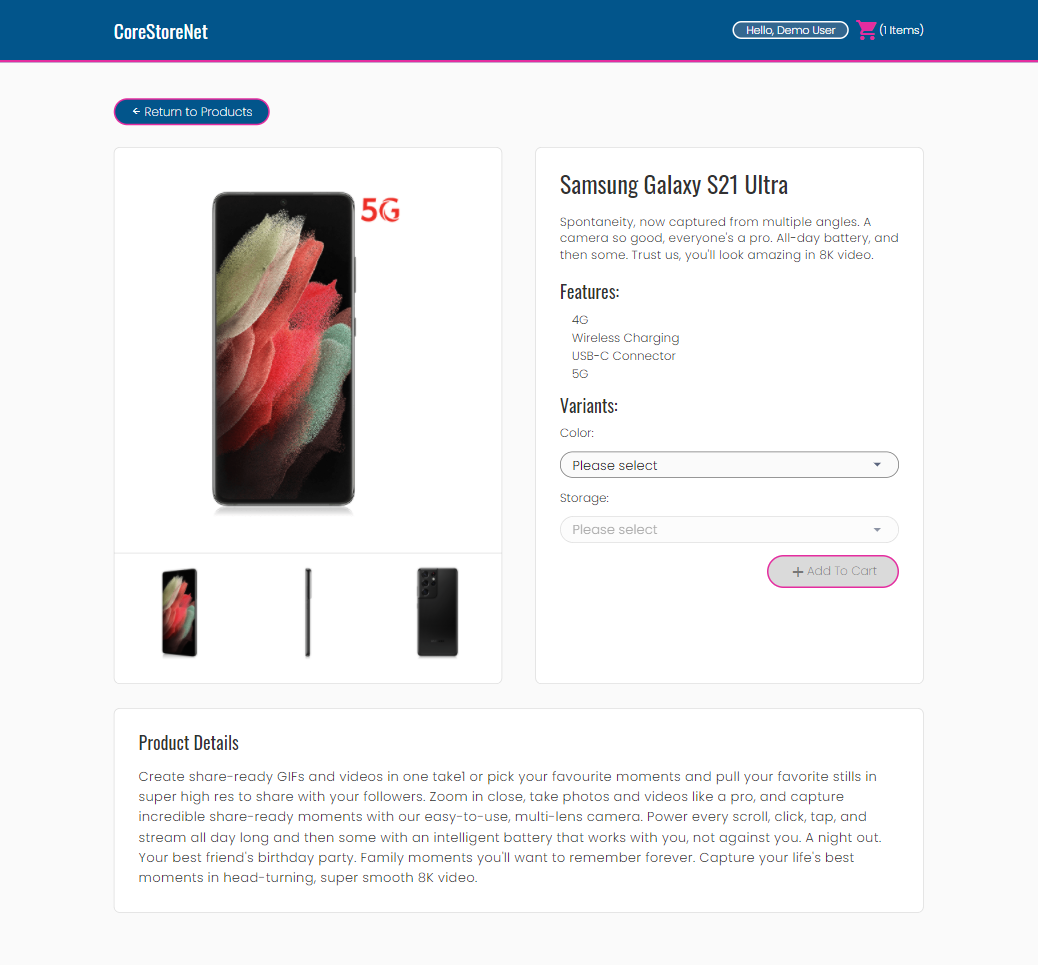 CoreStoreNet
Hello, Demo User
(1 Items)
← Return to Products
5G
Samsung Galaxy S21 Ultra
Spontaneity, now captured from multiple angles. A
camera so good, everyone's a pro. All-day battery, and
then some. Trust us, you'll look amazing in 8K video.
Features:
4G
Wireless Charging
USB-C Connector
5G
Variants:
Color:
Please select
Storage:
Please select
+ Add To Cart
Product Details
Create share-ready GIFs and videos in one take1 or pick your favourite moments and pull your favorite stills in
super high res to share with your followers. Zoom in close, take photos and videos like a pro, and capture
incredible share-ready moments with our easy-to-use, multi-lens camera. Power every scroll, click, tap, and
stream all day long and then some with an intelligent battery that works with you, not against you. A night out.
Your best friend's birthday party. Family moments you'll want to remember forever. Capture your life's best
moments in head-turning, super smooth 8K video.